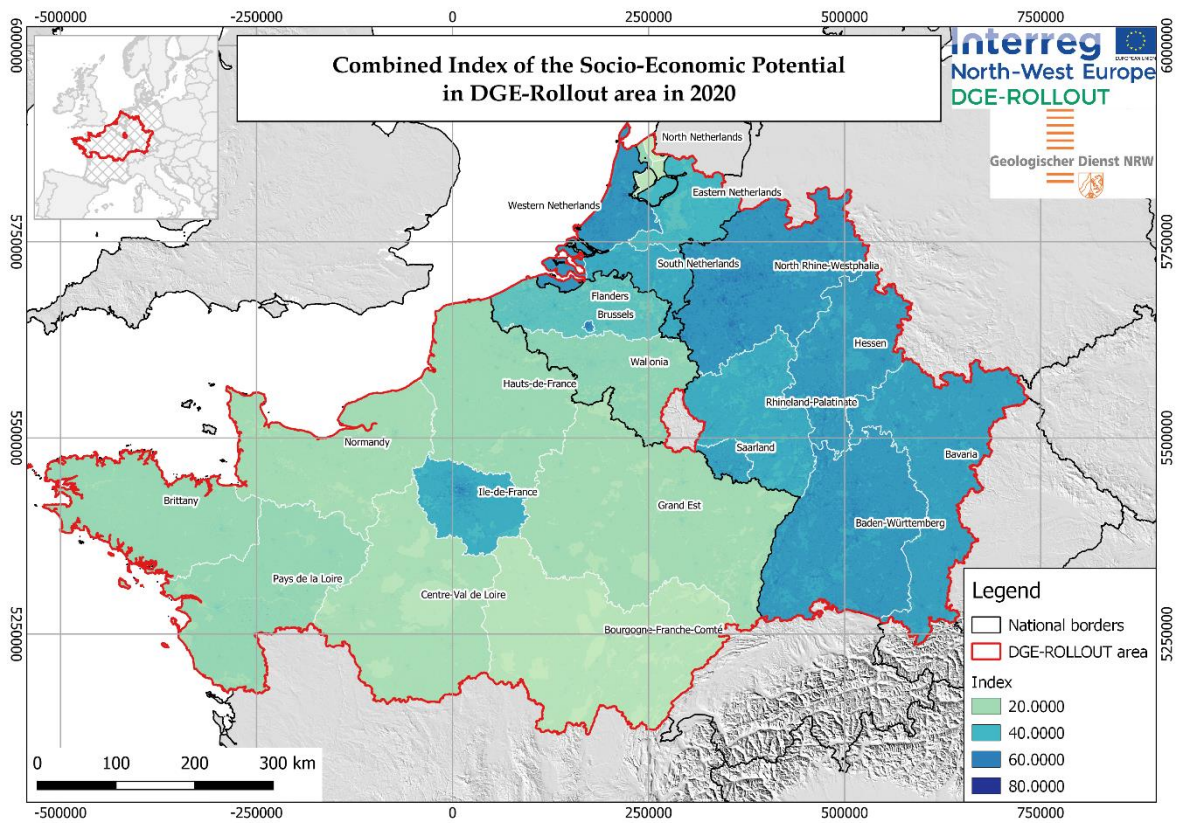 -500000
-250000
0
250000
500000
750000
6000000
Combined Index of the Socio-Economic Potential
in DGE-Rollout area in 2020
Interreg
EUROPEAN UNION
North-West Europe
DGE-ROLLOUT
Geologischer Dienst NRW
North Netherlands
Eastern Netherlands
Western Netherlands
5750000
5750000
South Netherlands
North Rhine-Westphalia
Flanders
Brussels
Hessen
Wallonia
Hauts-de-France
Rhineland-Palatinate
5500000
5500000
Normandy
Saarland
Bavaria
Ile-de-France
Brittany
Grand Est
Baden-Württemberg
Pays de la Loire
Centre-Val de Loire
Bourgogne-Franche-Comté
5250000
5250000
Legend
National borders
DGE-ROLLOUT area
Index
20.0000
40.0000
60.0000
80.0000
0 100 200 300 km
-500000
-250000
0
250000
500000
750000